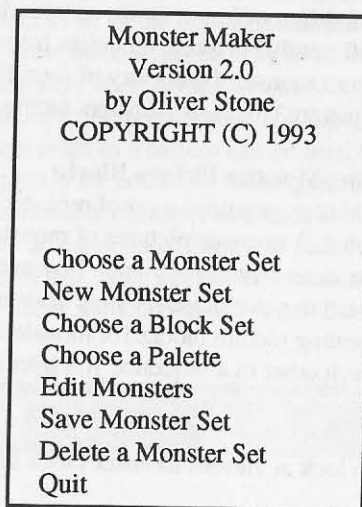 Monster Maker
Version 2.0
by Oliver Stone
COPYRIGHT (C) 1993
Choose a Monster Set
New Monster Set
Choose a Block Set
Choose a Palette
Edit Monsters
Save Monster Set
Delete a Monster Set
Quit